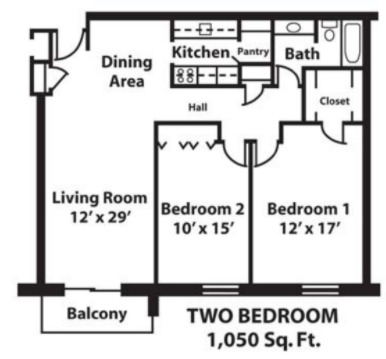 Dining
Area
Kitchen
Pantry
Bath
Closet
Hall
Living Room
12' x 29'
Bedroom 2
10' x 15'
Bedroom 1
12' x 17'
Balcony
TWO BEDROOM
1,050 Sq. Ft.